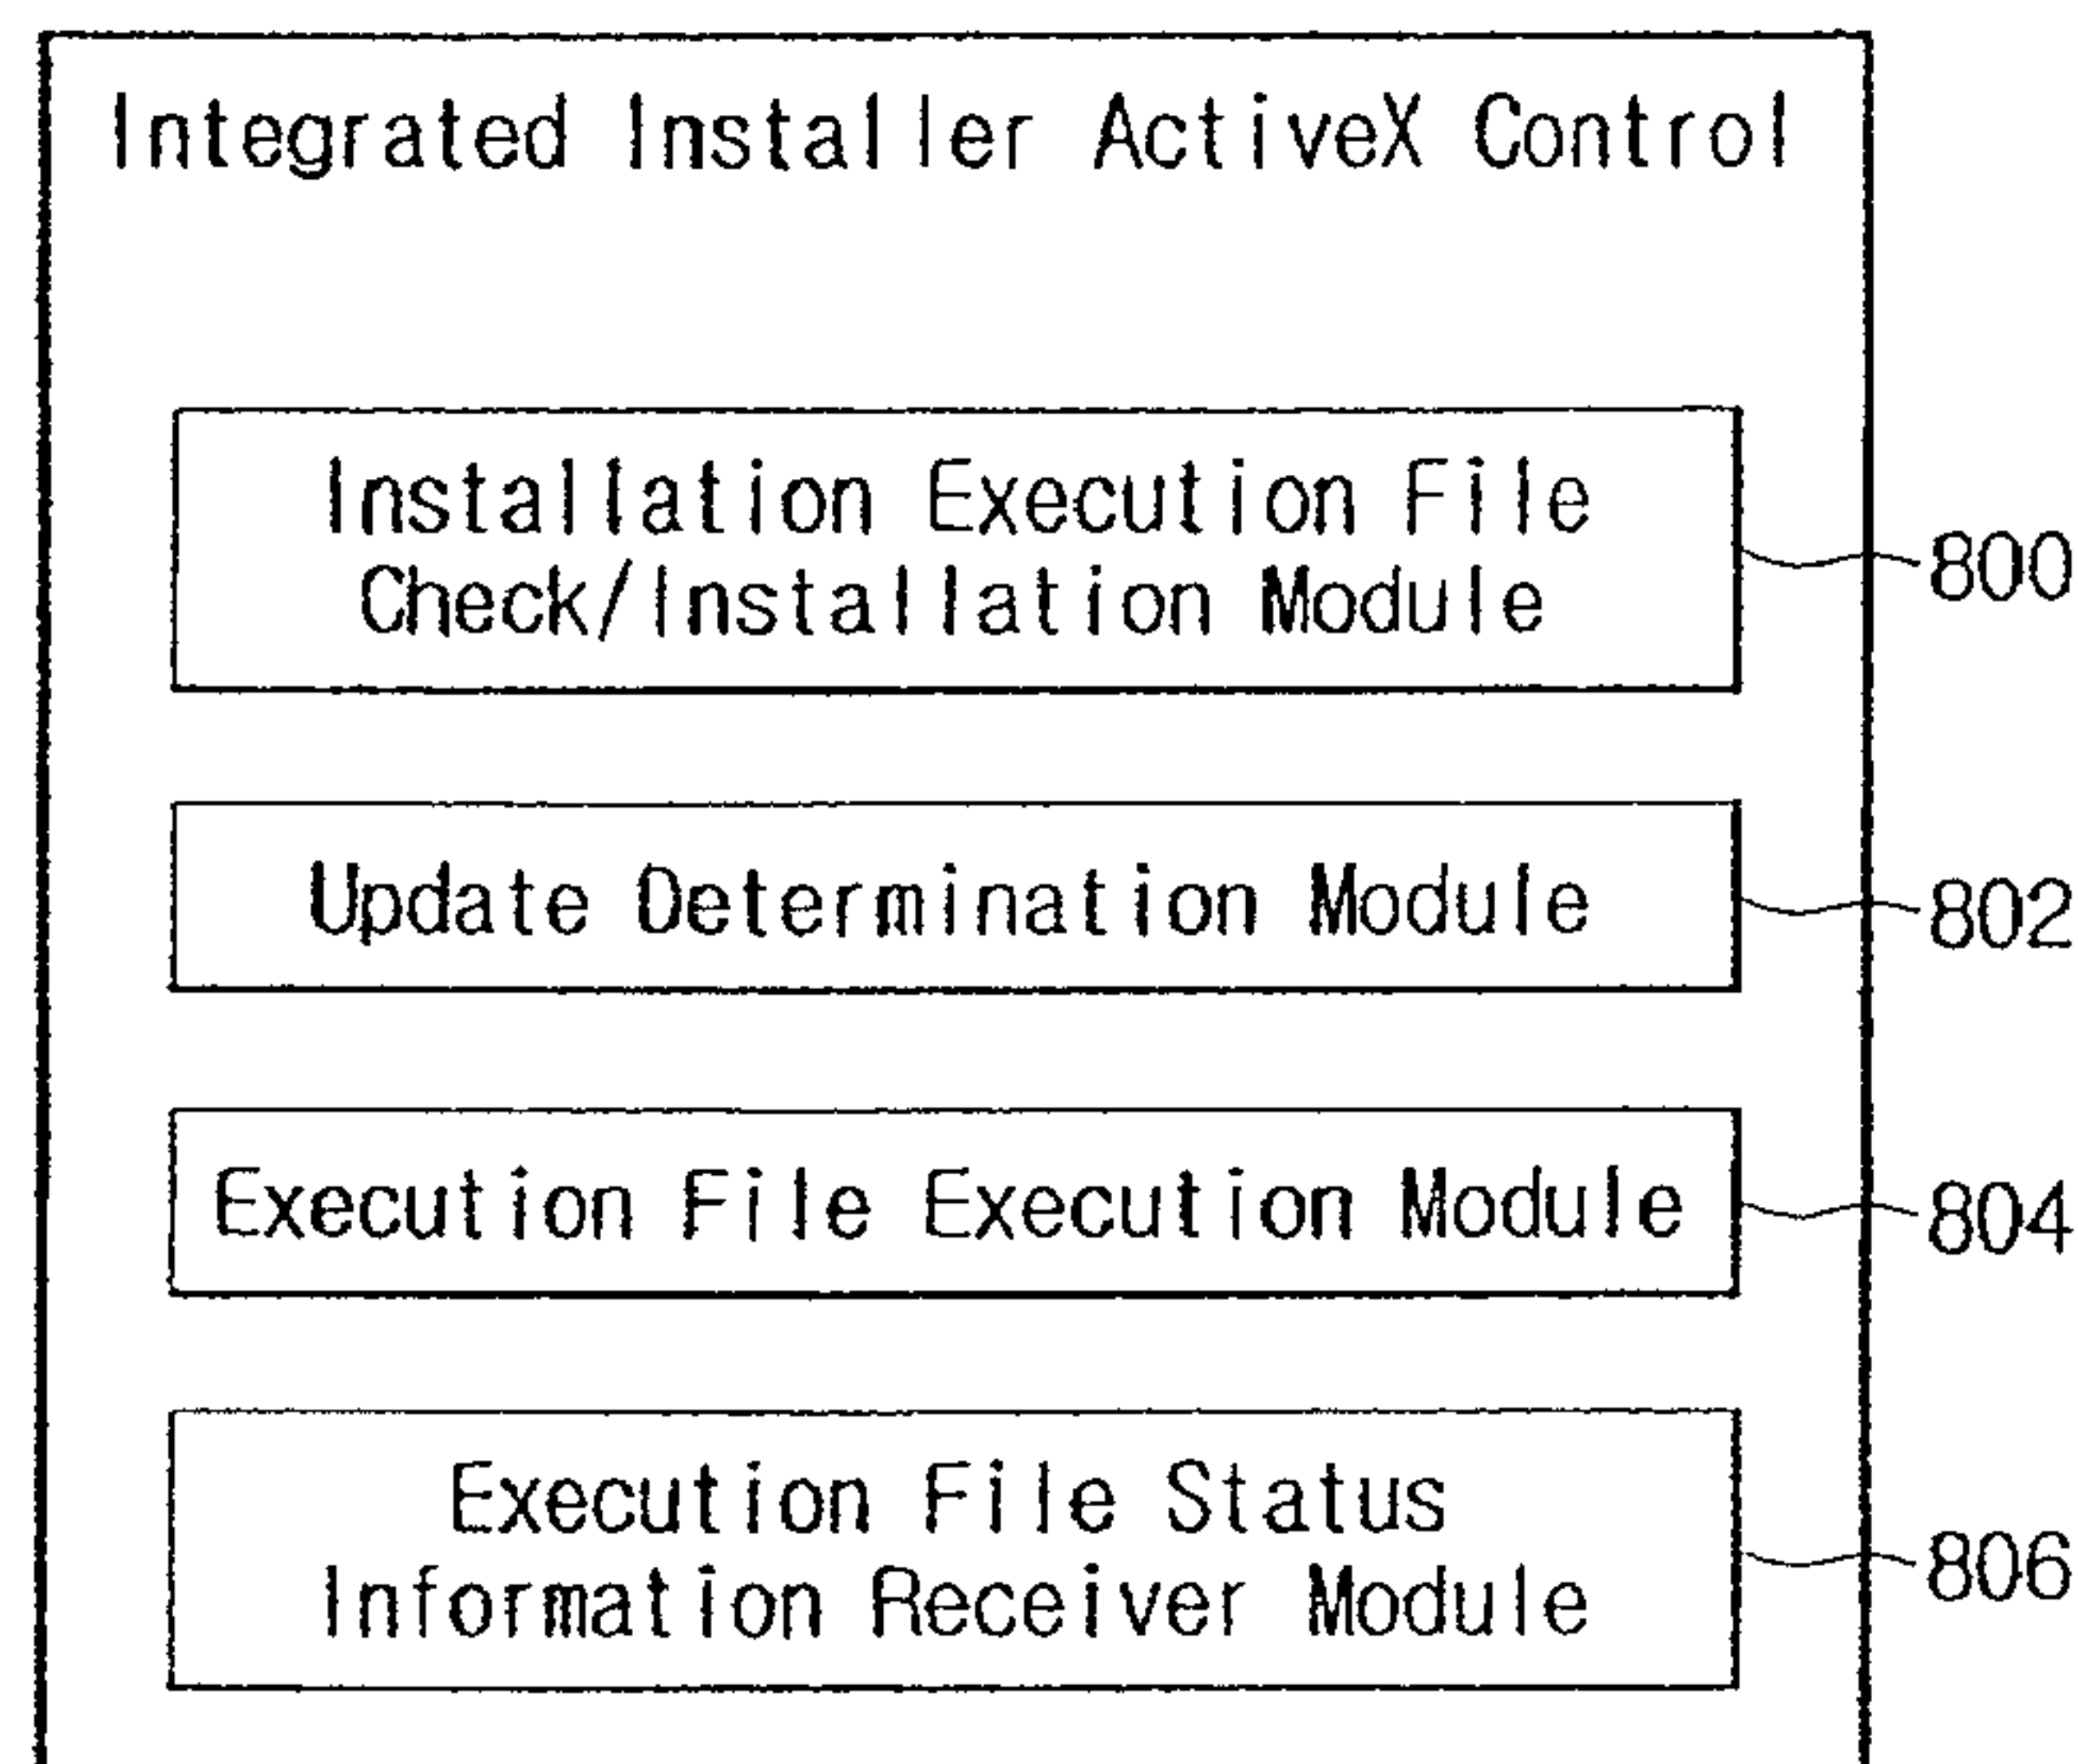 Integrated Installer ActiveX Control
Installation Execution File
Check/Installation Module
800
Update Determination Module
802
Execution File Execution Module
804
Execution File Status
Information Receiver Module
806